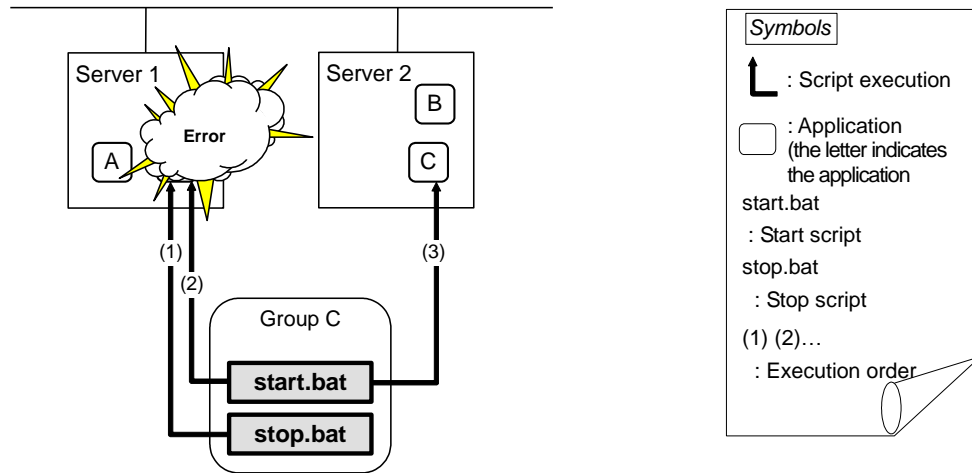 Server 1
Error
A
Server 2
B
C
(1)
(2)
(3)
Group C
start.bat
stop.bat
Symbols
: Script execution
: Application
(the letter indicates
the application
start.bat
: Start script
stop.bat
: Stop script
(1) (2)…
: Execution order